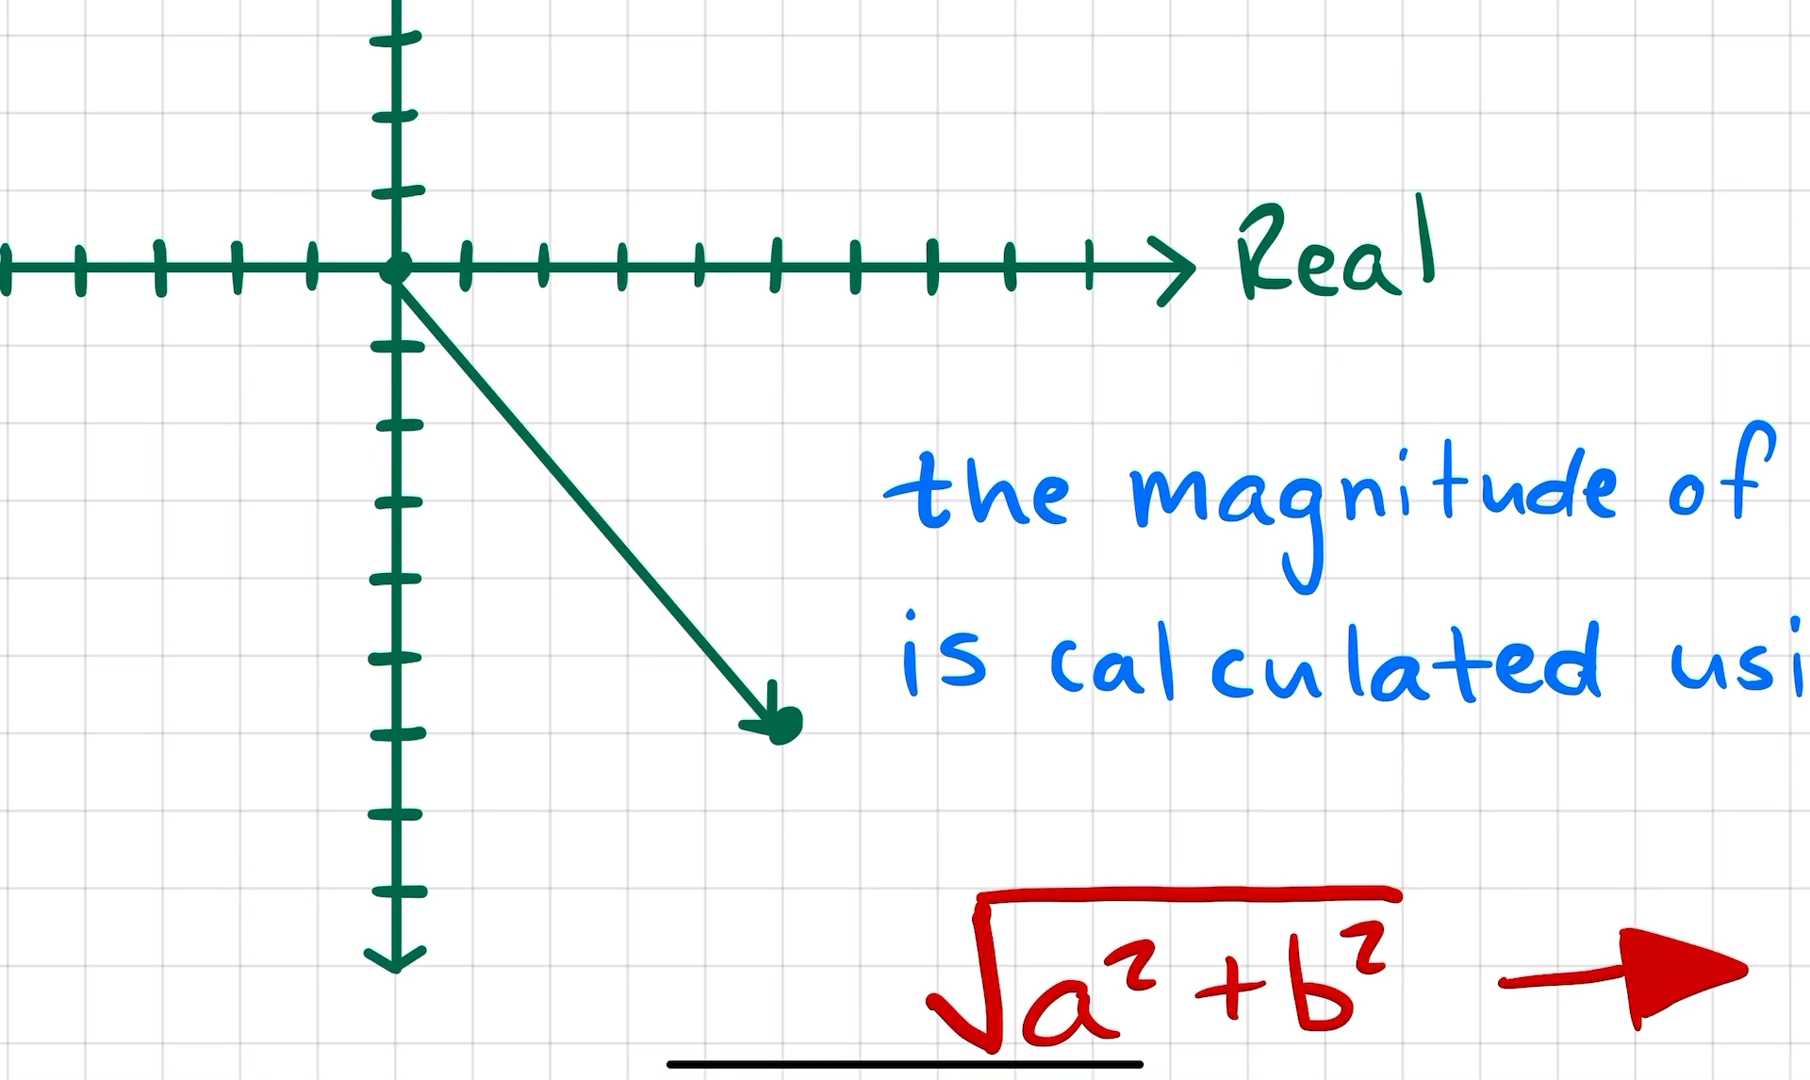 Real
the magnitude of
is calculated usi
√a²+b²